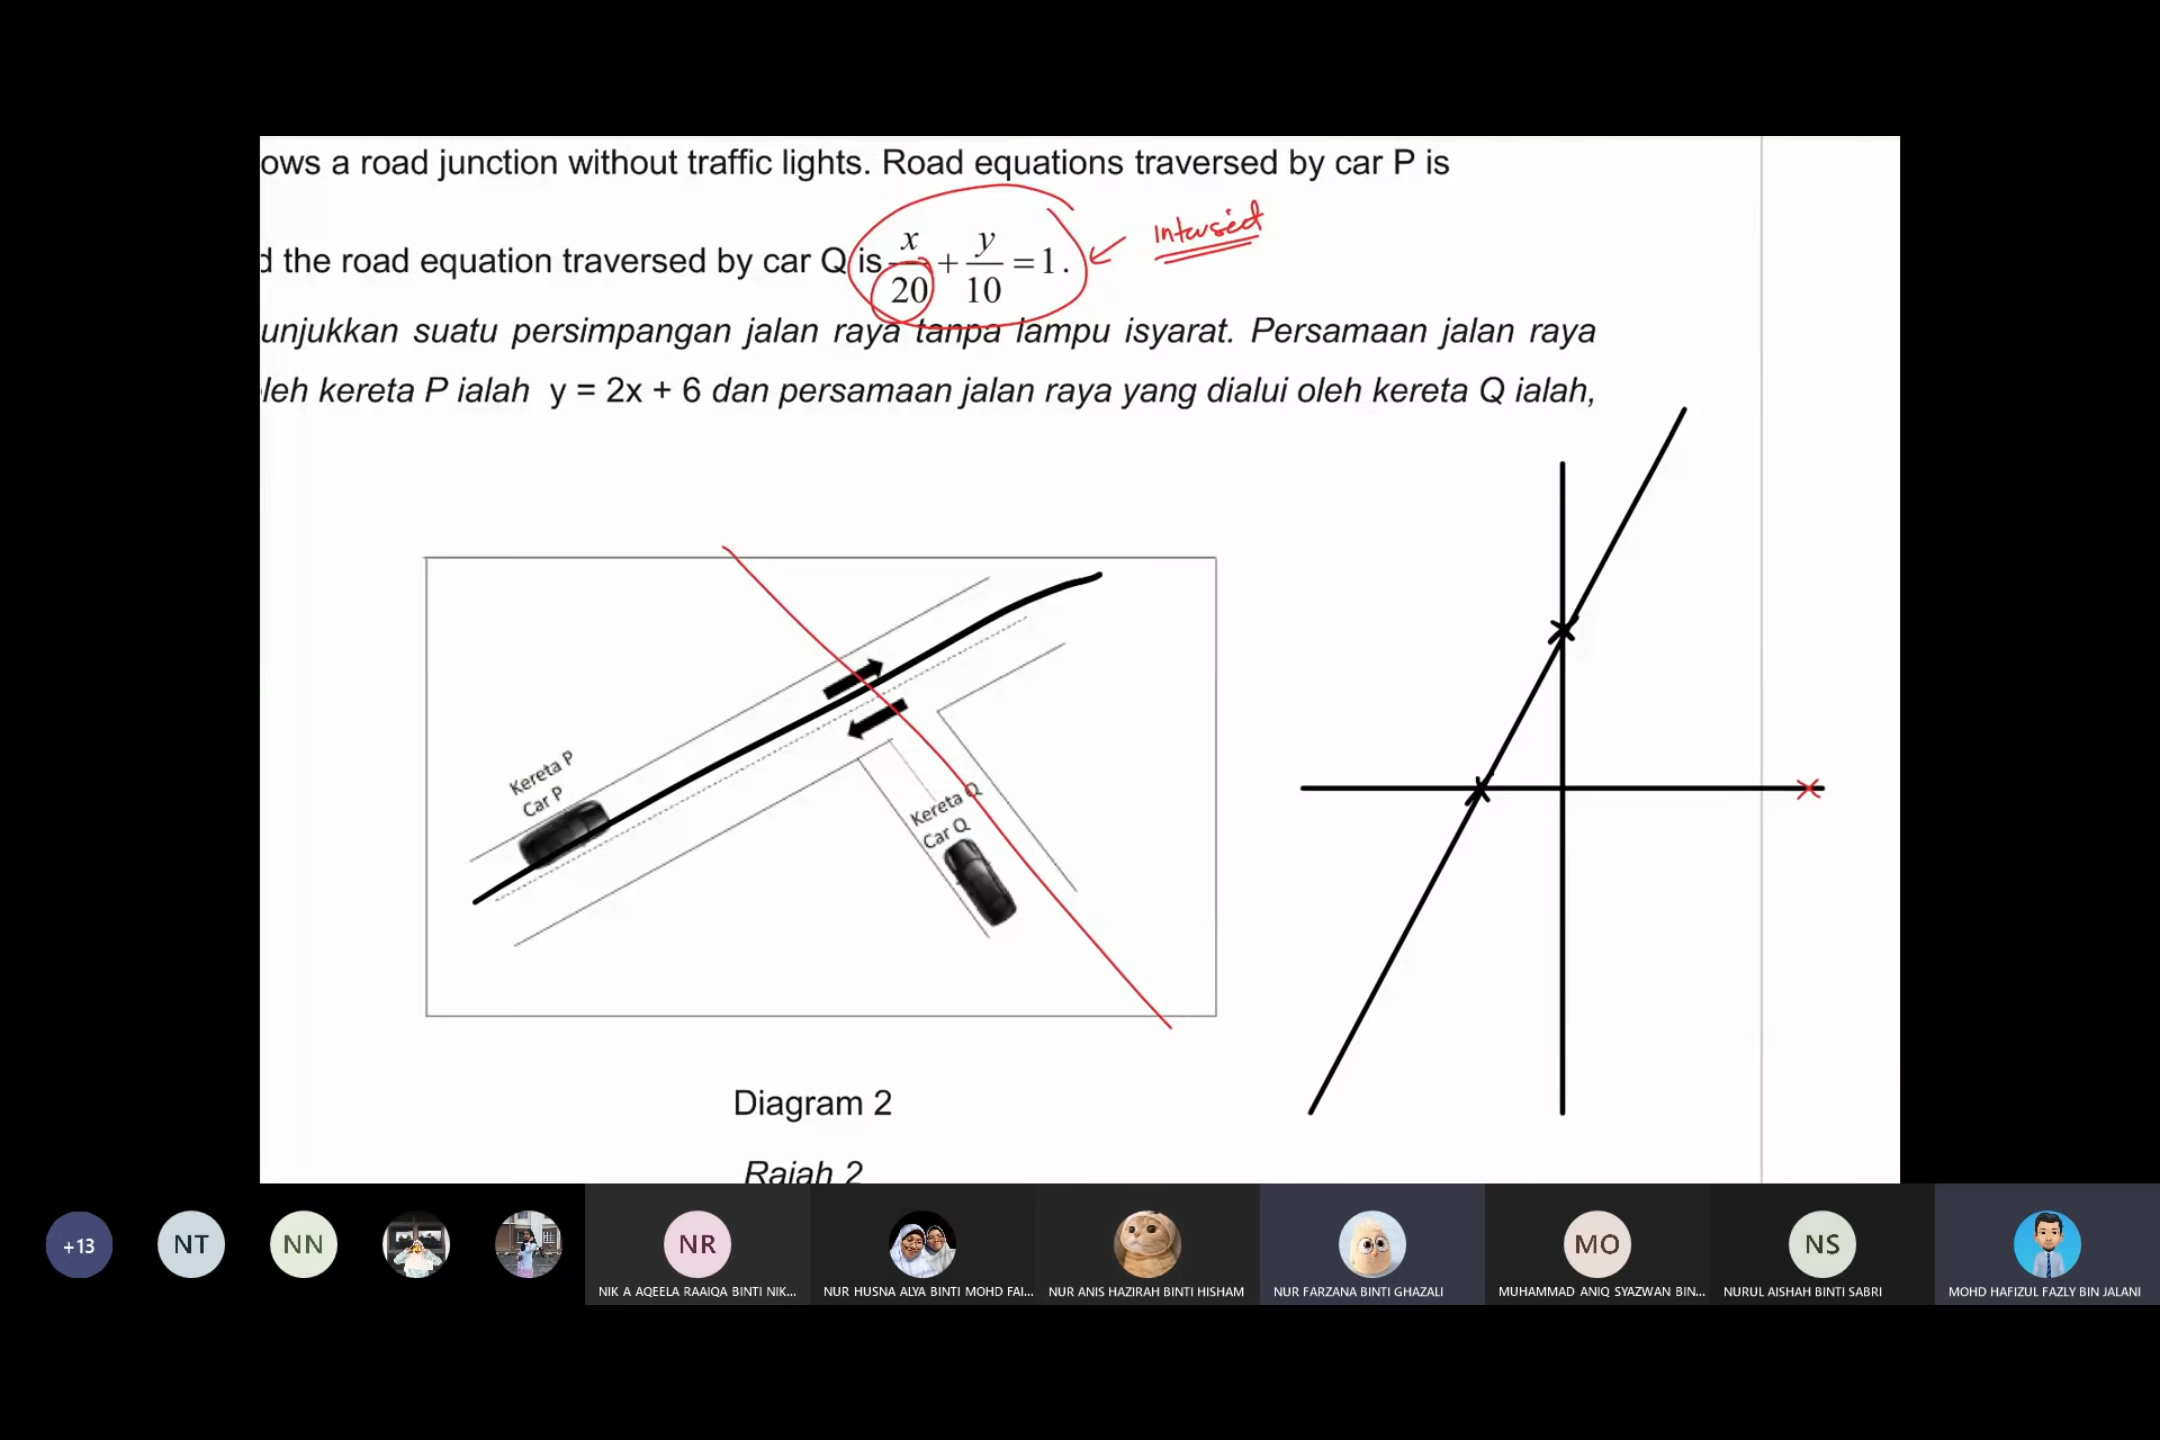 ows a road junction without traffic lights. Road equations traversed by car P is
d the road equation traversed by car Q is x/20 + y/10 = 1.
Intersect
unjukkan suatu persimpangan jalan raya tanpa lampu isyarat. Persamaan jalan raya
leh kereta P ialah y = 2x + 6 dan persamaan jalan raya yang dialui oleh kereta Q ialah,
Kereta P
Car P
Kereta Q
Car Q
Diagram 2
Rajah 2
+13
NT
NN
NR
MO
NS
NIK A AQEELA RAAIQA BINTI NIK...
NUR HUSNA ALYA BINTI MOHD FAI...
NUR ANIS HAZIRAH BINTI HISHAM
NUR FARZANA BINTI GHAZALI
MUHAMMAD ANIQ SYAZWAN BIN...
NURUL AISHAH BINTI SABRI
MOHD HAFIZUL FAZLY BIN JALANI